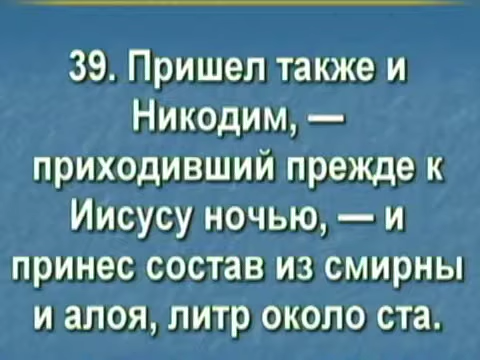 39. Пришел также и
Никодим, —
приходивший прежде к
Иисусу ночью, — и
принес состав из смирны
и алоя, литр около ста.